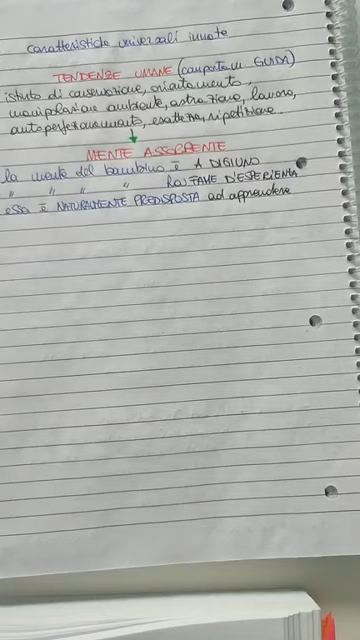 caratteristiche universali innate
TENDENZE UMANE (comportam. GUIDA)
istinto di conservazione, orientamento,
manipolazione ambiente, astrazione, lavoro,
autoperfezionamento, esattezza, ripetizione.
MENTE ASSORBENTE
la mente del bambino è A DIGIUNO
" " " " ha FAME D'ESPERIENZA
essa è NATURALMENTE PREDISPOSTA ad apprendere